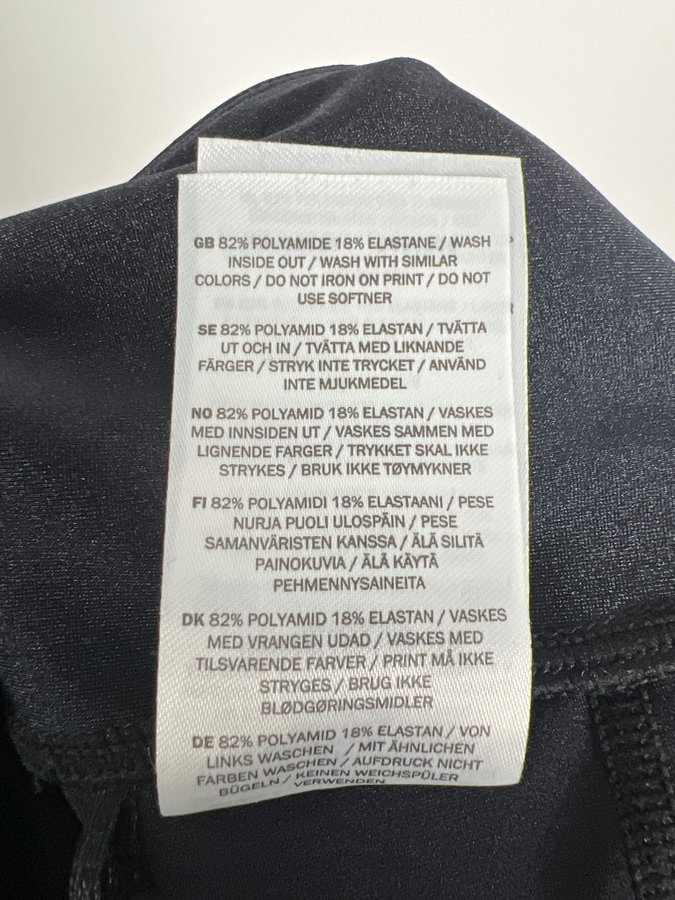 GB 82% POLYAMIDE 18% ELASTANE / WASH
INSIDE OUT / WASH WITH SIMILAR
COLORS / DO NOT IRON ON PRINT / DO NOT
USE SOFTNER
SE 82% POLYAMID 18% ELASTAN / TVÄTTA
UT OCH IN / TVÄTTA MED LIKNANDE
FÄRGER / STRYK INTE TRYCKET / ANVÄND
INTE MJUKMEDEL
NO 82% POLYAMID 18% ELASTAN / VASKES
MED INNSIDEN UT / VASKES SAMMEN MED
LIGNENDE FARGER / TRYKKET SKAL IKKE
STRYKES / BRUK IKKE TØYMYKNER
FI 82% POLYAMIDI 18% ELASTAANI / PESE
NURJA PUOLI ULOSPÄIN / PESE
SAMANVÄRISTEN KANSSA / ÄLÄ SILITÄ
PAINOKUVIA / ÄLÄ KÄYTÄ
PEHMENNYSAINEITA
DK 82% POLYAMID 18% ELASTAN / VASKES
MED VRANGEN UDAD / VASKES MED
TILSVARENDE FARVER / PRINT MÅ IKKE
STRYGES / BRUG IKKE
BLØDGØRINGSMIDLER
DE 82% POLYAMID 18% ELASTAN / VON
LINKS WASCHEN / MIT ÄHNLICHEN
FARBEN WASCHEN / AUFDRUCK NICHT
BÜGELN / KEINEN WEICHSPÜLER
VERWENDEN